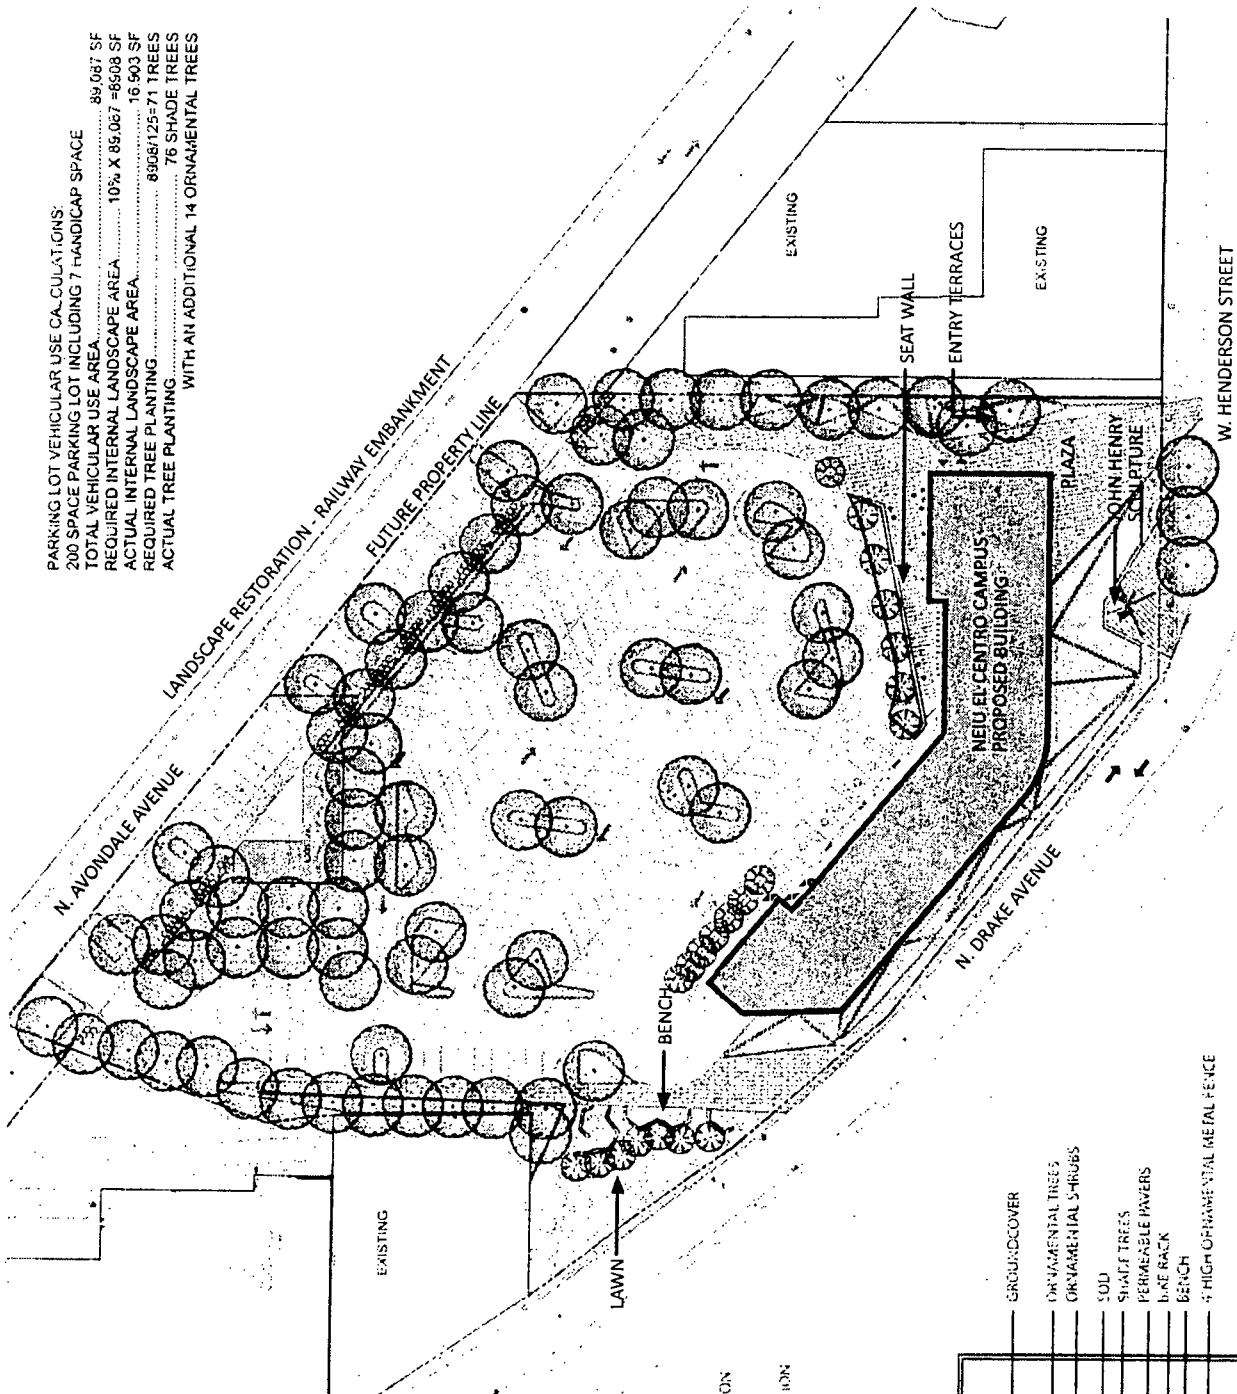 PARKING LOT VEHICULAR USE CALCULATIONS:
200 SPACE PARKING LOT INCLUDING 7 HANDICAP SPACE
TOTAL VEHICULAR USE AREA.......... 89,087 SF
REQUIRED INTERNAL LANDSCAPE AREA.......... 10% X 89,087 =8908 SF
ACTUAL INTERNAL LANDSCAPE AREA.......... 16,903 SF
REQUIRED TREE PLANTING.......... 8908/125=71 TREES
ACTUAL TREE PLANTING.......... 76 SHADE TREES
WITH AN ADDITIONAL 14 ORNAMENTAL TREES
LANDSCAPE RESTORATION - RAILWAY EMBANKMENT
FUTURE PROPERTY LINE
N. AVONDALE AVENUE
EXISTING
EXISTING
SEAT WALL
ENTRY TERRACES
PLAZA
JOHN HENRY
SCULPTURE
W. HENDERSON STREET
NEIU EL CENTRO CAMPUS
PROPOSED BUILDING
N. DRAKE AVENUE
BENCH
LAWN
EXISTING
GROUNDCOVER
ORNAMENTAL TREES
ORNAMENTAL SHRUBS
SOD
SHADE TREES
PERMEABLE PAVERS
BIKE RACK
BENCH
4' HIGH ORNAMENTAL METAL FENCE
ON
ION